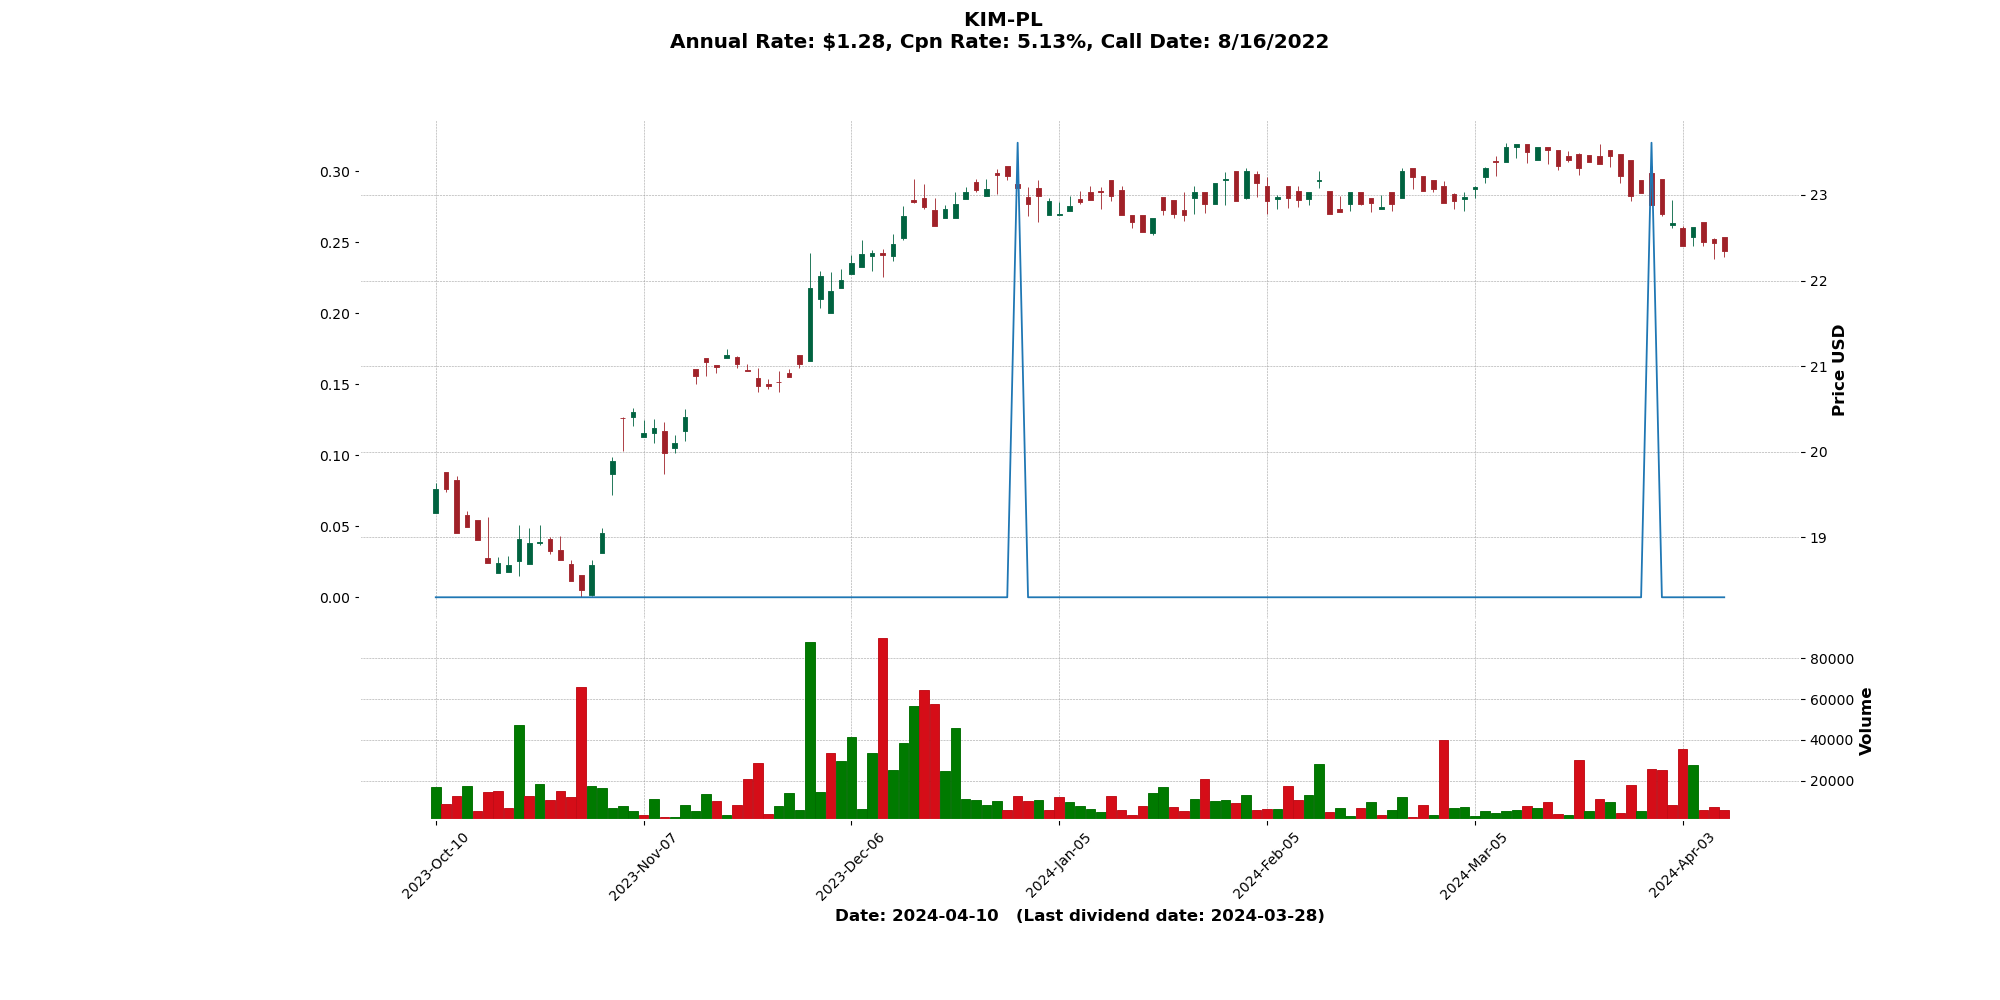 KIM-PL
Annual Rate: $1.28, Cpn Rate: 5.13%, Call Date: 8/16/2022
0.30
0.25
0.20
0.15
0.10
0.05
0.00
23
22
21
20
19
Price USD
80000
60000
40000
20000
Volume
2023-Oct-10
2023-Nov-07
2023-Dec-06
2024-Jan-05
2024-Feb-05
2024-Mar-05
2024-Apr-03
Date: 2024-04-10 (Last dividend date: 2024-03-28)